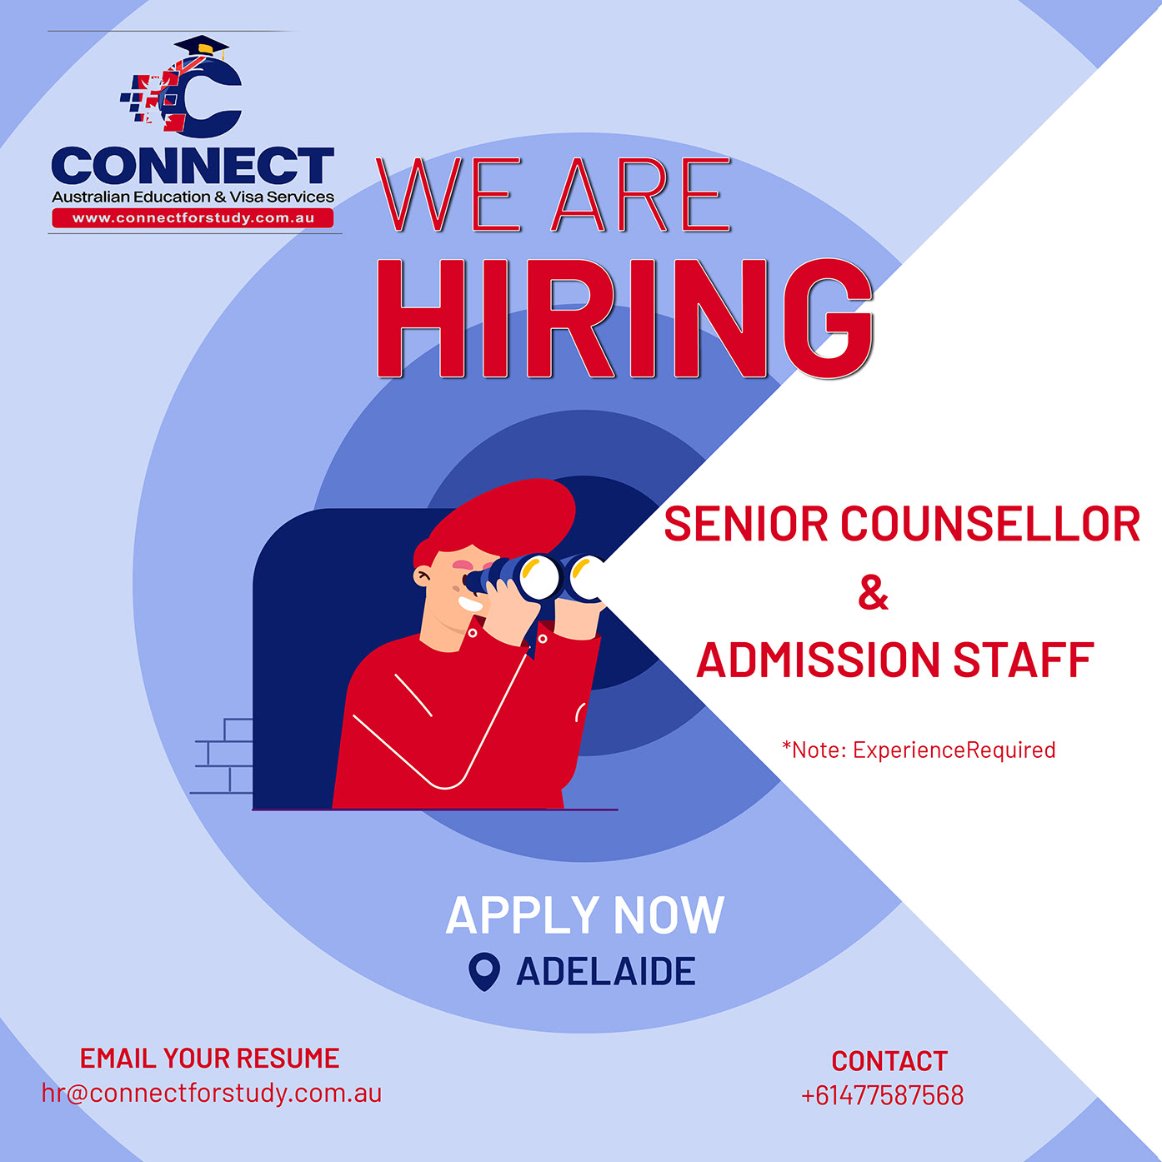 CONNECT
Australian Education & Visa Services
www.connectforstudy.com.au
WE ARE
HIRING
SENIOR COUNSELLOR
&
ADMISSION STAFF
*Note: ExperienceRequired
APPLY NOW
ADELAIDE
EMAIL YOUR RESUME
hr@connectforstudy.com.au
CONTACT
+61477587568